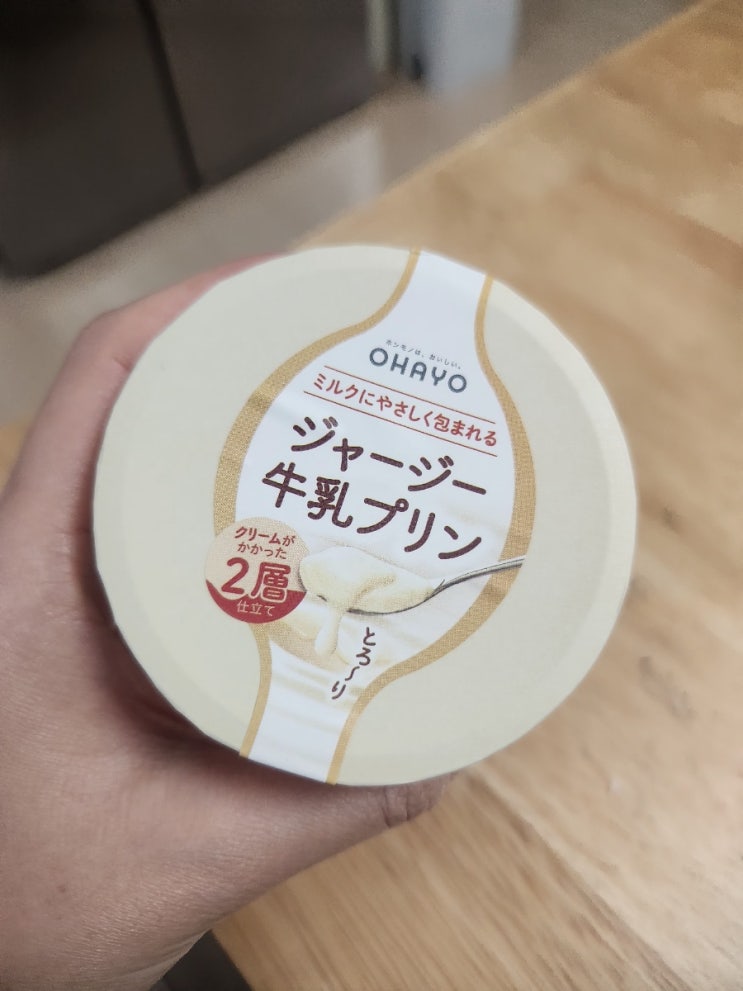 ホンモノは、おいしい。
OHAYO
ミルクにやさしく包まれる
ジャージー
牛乳プリン
クリームが
かかった
2層
仕立て
とろ〜り